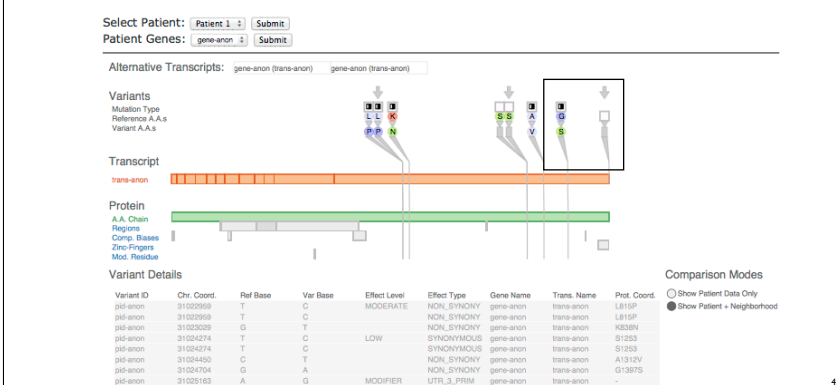 Select Patient: Patient 1 Submit
Patient Genes: gene-anon Submit
Alternative Transcripts: gene-anon (trans-anon) gene-anon (trans-anon)
Variants
Mutation Type
Reference A.A.s L L K S S A G
Variant A.A.s P P N V S
Transcript
trans-anon
Protein
A.A. Chain
Regions
Comp. Biases
Zinc-Fingers
Mod. Residue
Variant Details
Variant ID Chr. Coord. Ref Base Var Base Effect Level Effect Type Gene Name Trans. Name Prot. Coord.
pid-anon 31022959 T C MODERATE NON_SYNONY gene-anon trans-anon L815P
pid-anon 31022959 T C NON_SYNONY gene-anon trans-anon L815P
pid-anon 31023029 G T NON_SYNONY gene-anon trans-anon K838N
pid-anon 31024274 T C LOW SYNONYMOUS gene-anon trans-anon S1253
pid-anon 31024274 T C SYNONYMOUS gene-anon trans-anon S1253
pid-anon 31024450 C T NON_SYNONY gene-anon trans-anon A1312V
pid-anon 31024704 G A NON_SYNONY gene-anon trans-anon G1397S
pid-anon 31025163 A G MODIFIER UTR_3_PRIM gene-anon trans-anon -
Comparison Modes
Show Patient Data Only
Show Patient + Neighborhood